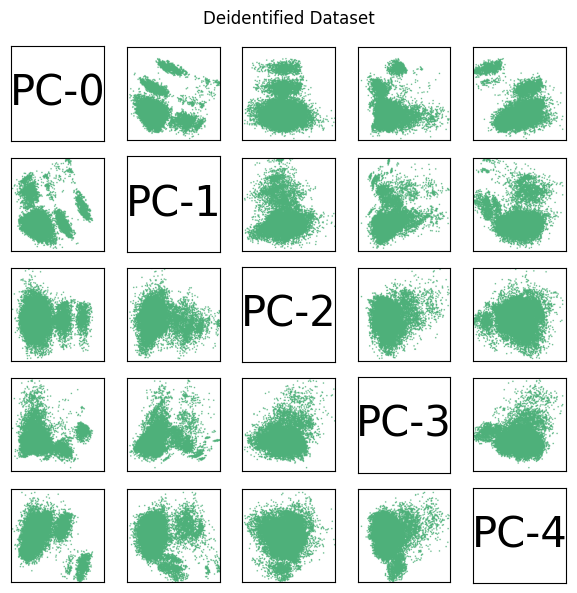 Deidentified Dataset
PC-0
PC-1
PC-2
PC-3
PC-4